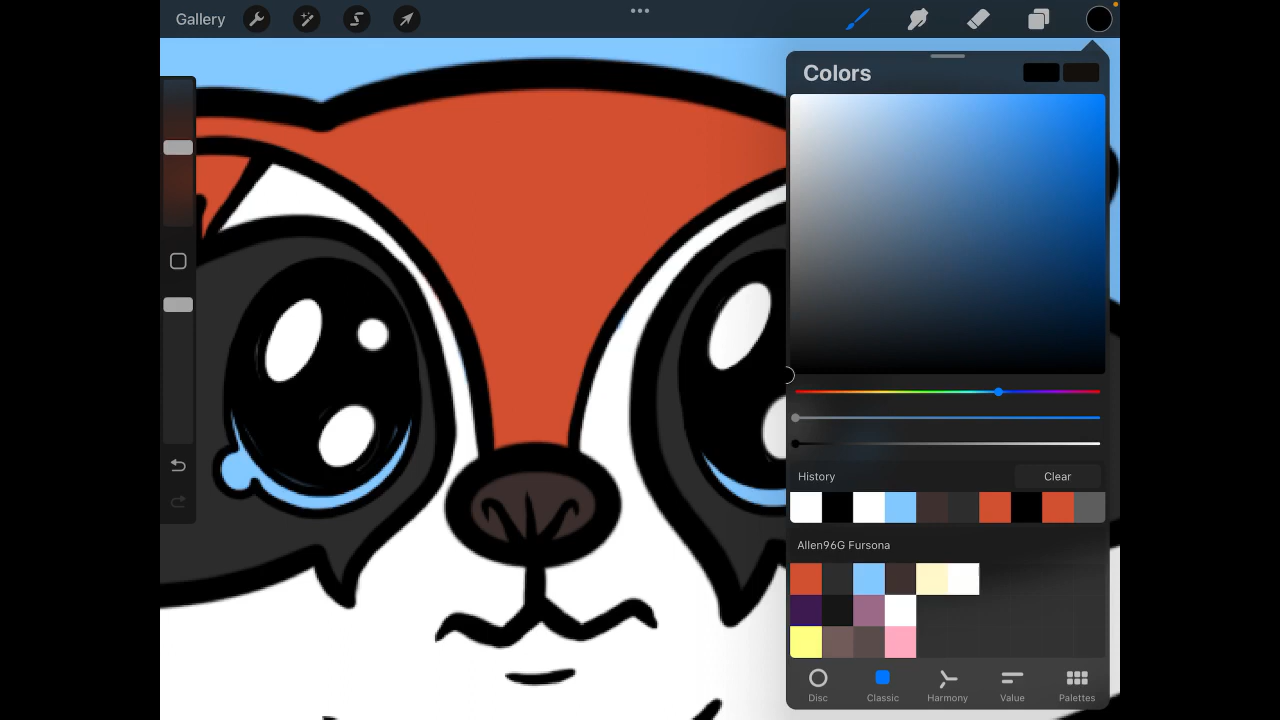 Gallery
Colors
History
Clear
Allen96G Fursona
Disc
Classic
Harmony
Value
Palettes